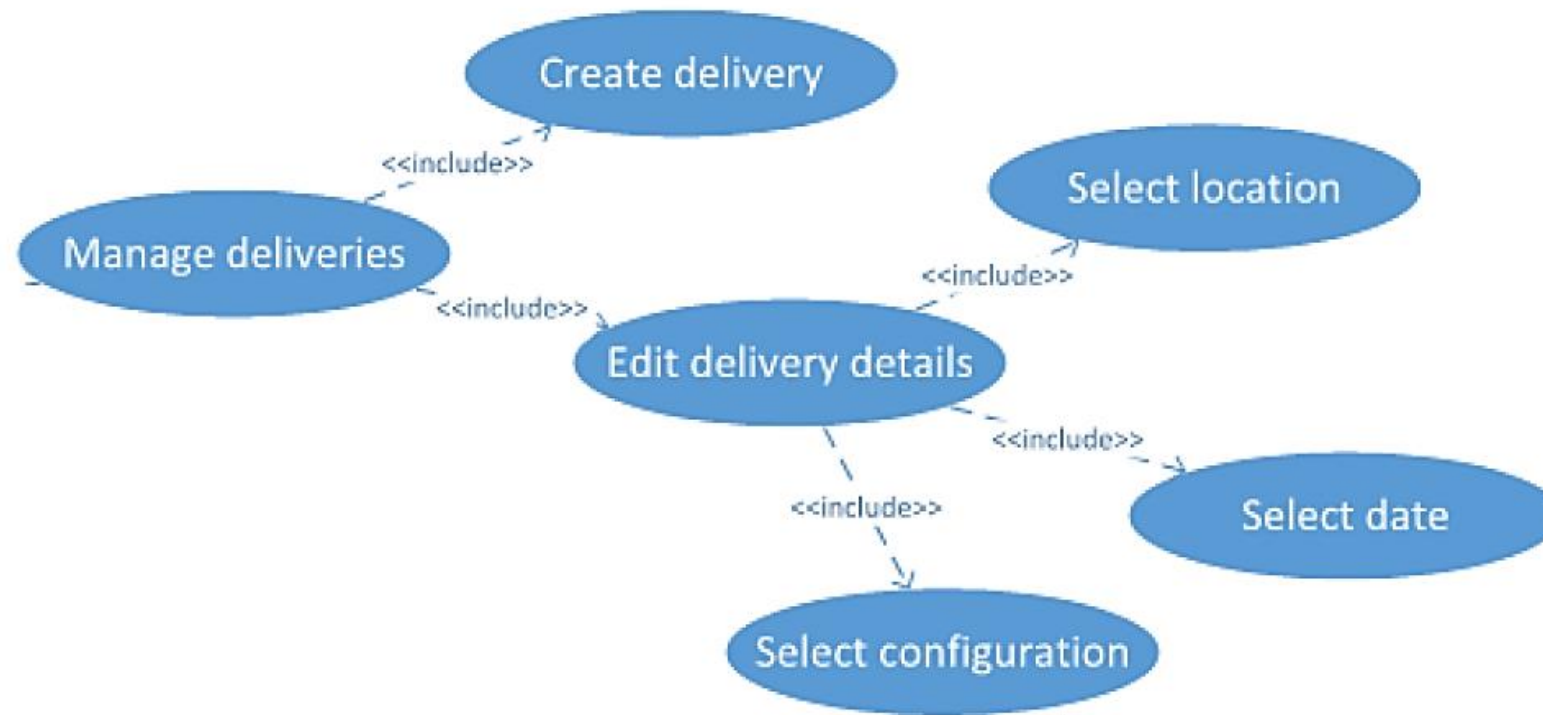 Create delivery
<<include>>
Select location
Manage deliveries
<<include>>
<<include>>
Edit delivery details
<<include>>
<<include>>
Select date
Select configuration